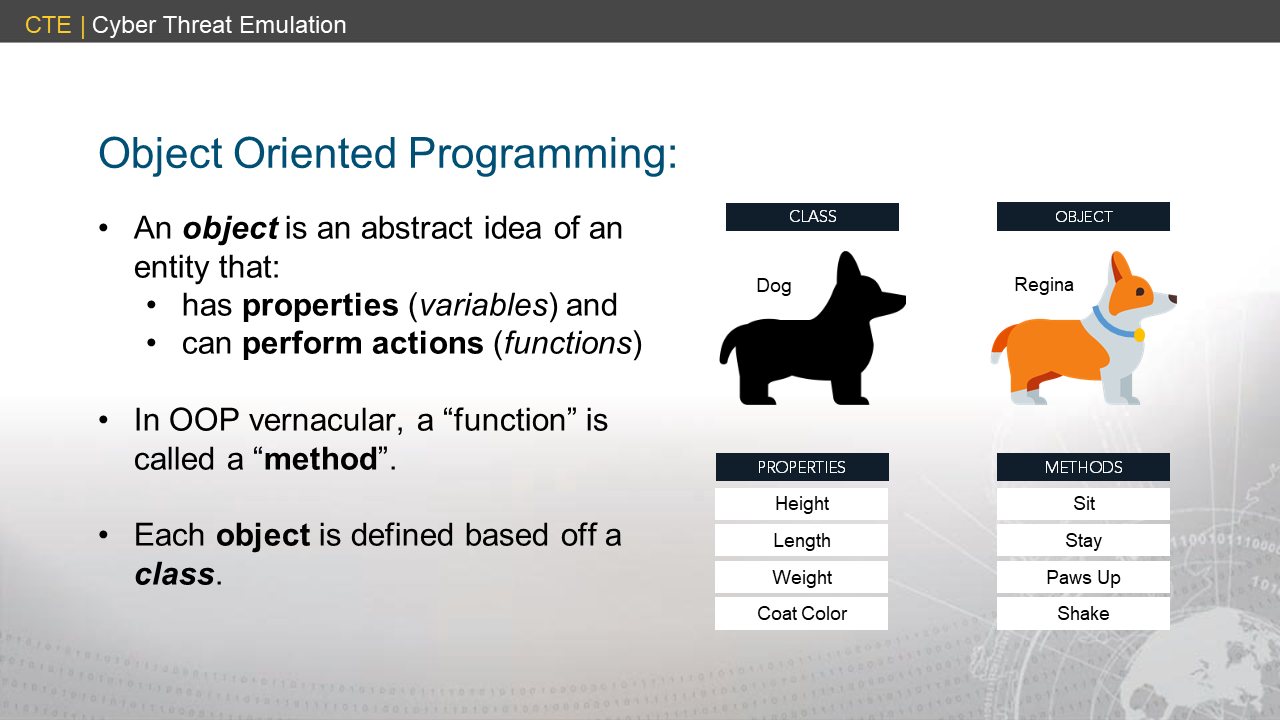 CTE | Cyber Threat Emulation
Object Oriented Programming:
• An object is an abstract idea of an
entity that:
• has properties (variables) and
• can perform actions (functions)
• In OOP vernacular, a “function” is
called a “method”.
• Each object is defined based off a
class.
CLASS
Dog
OBJECT
Regina
PROPERTIES
Height
Length
Weight
Coat Color
METHODS
Sit
Stay
Paws Up
Shake